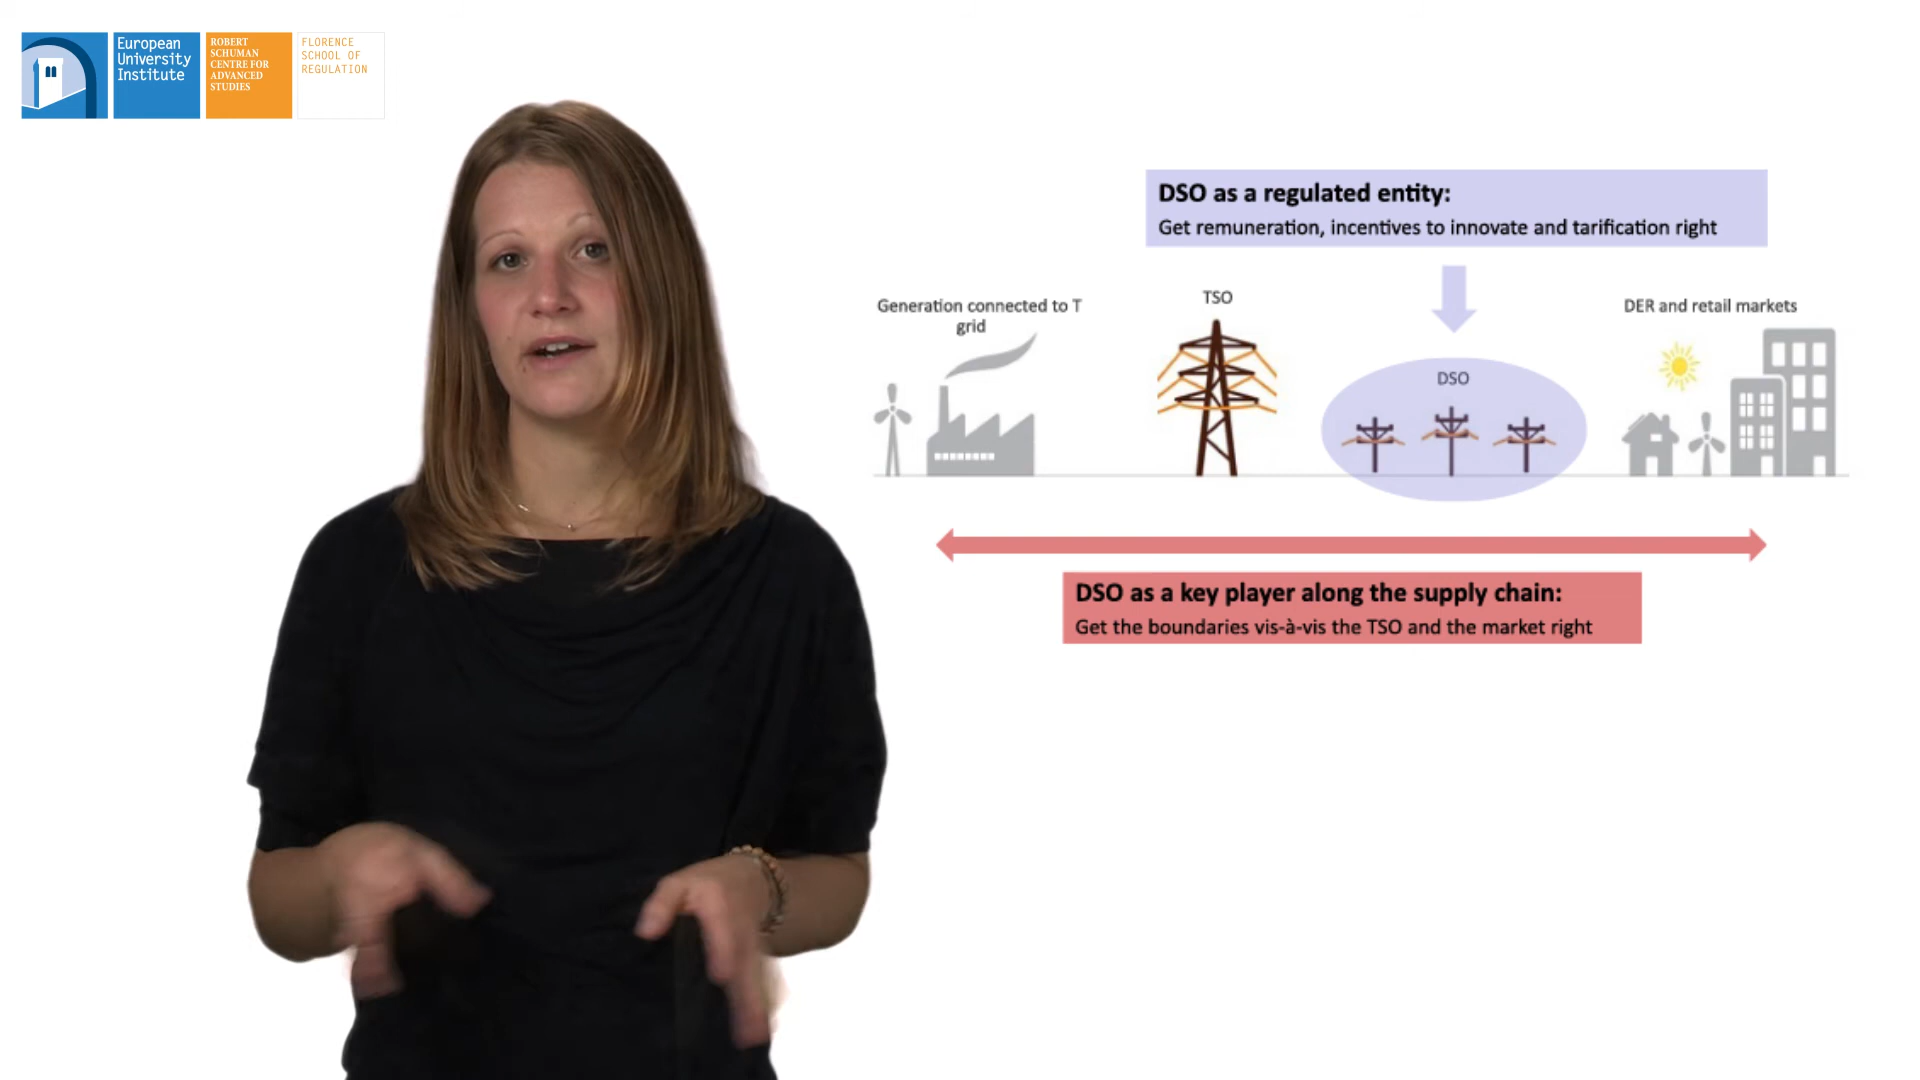 European
University
Institute
ROBERT
SCHUMAN
CENTRE FOR
ADVANCED
STUDIES
FLORENCE
SCHOOL OF
REGULATION
DSO as a regulated entity:
Get remuneration, incentives to innovate and tarification right
Generation connected to T
grid
TSO
DSO
DER and retail markets
DSO as a key player along the supply chain:
Get the boundaries vis-à-vis the TSO and the market right